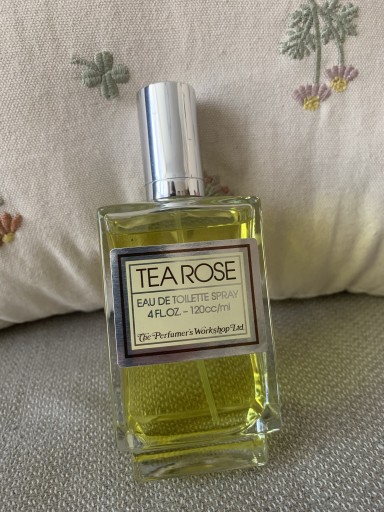 TEA ROSE
EAU DE TOILETTE SPRAY
4 FL.OZ. – 120cc/ml
The Perfumer's Workshop Ltd.